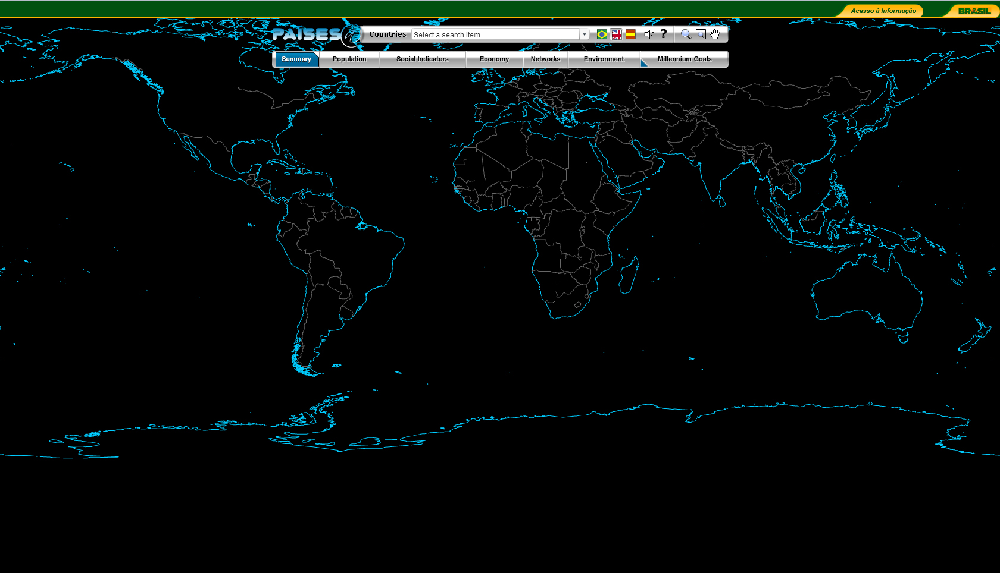 Acesso à Informação
BRASIL
PAISES@
Countries
Select a search item
?
Summary
Population
Social Indicators
Economy
Networks
Environment
Millennium Goals